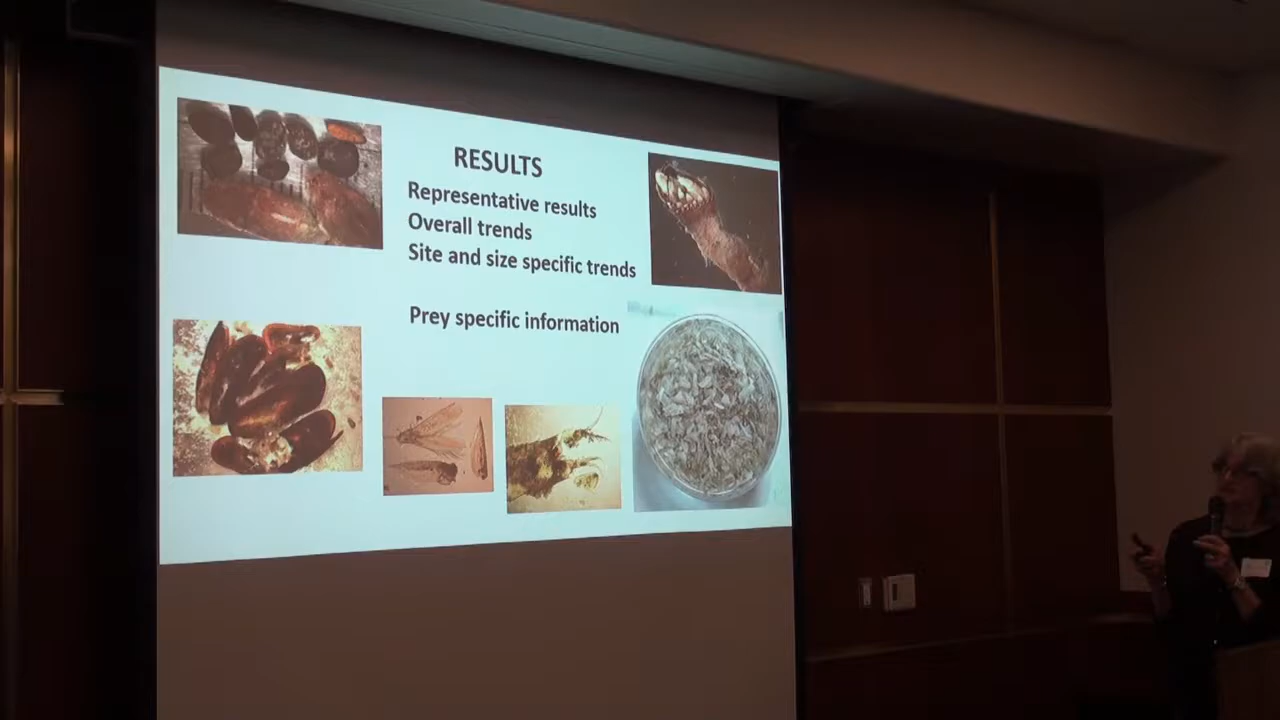 RESULTS
Representative results
Overall trends
Site and size specific trends
Prey specific information